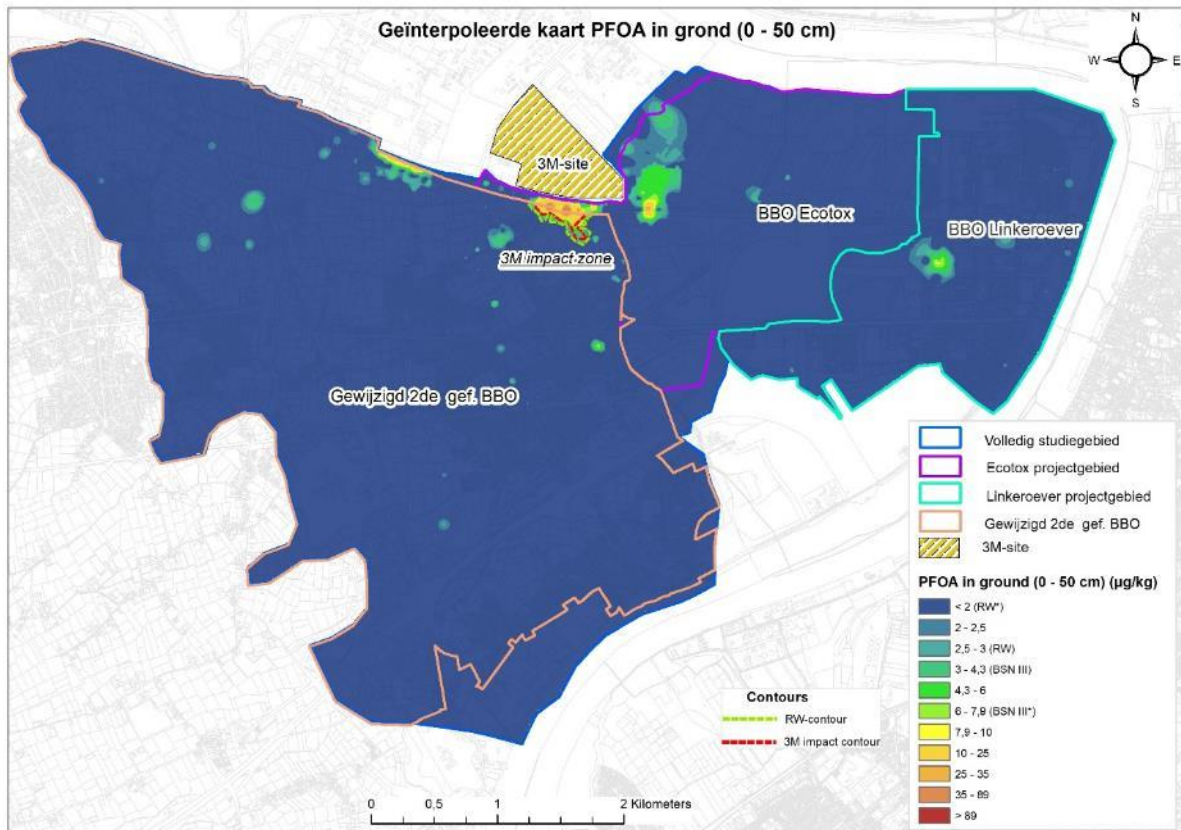 Geïnterpoleerde kaart PFOA in grond (0 - 50 cm)
N
W
E
S
3M-site
BBO Ecotox
BBO Linkeroever
3M impact zone
Gewijzigd 2de gef. BBO
Volledig studiegebied
Ecotox projectgebied
Linkeroever projectgebied
Gewijzigd 2de gef. BBO
3M-site
PFOA in ground (0 - 50 cm) (µg/kg)
< 2 (RW*)
2 - 2,5
2,5 - 3 (RW)
3 - 4,3 (BSN III)
4,3 - 6
6 - 7,9 (BSN III*)
7,9 - 10
10 - 25
25 - 35
35 - 89
> 89
Contours
RW-contour
3M impact contour
0 0,5 1 2 Kilometers